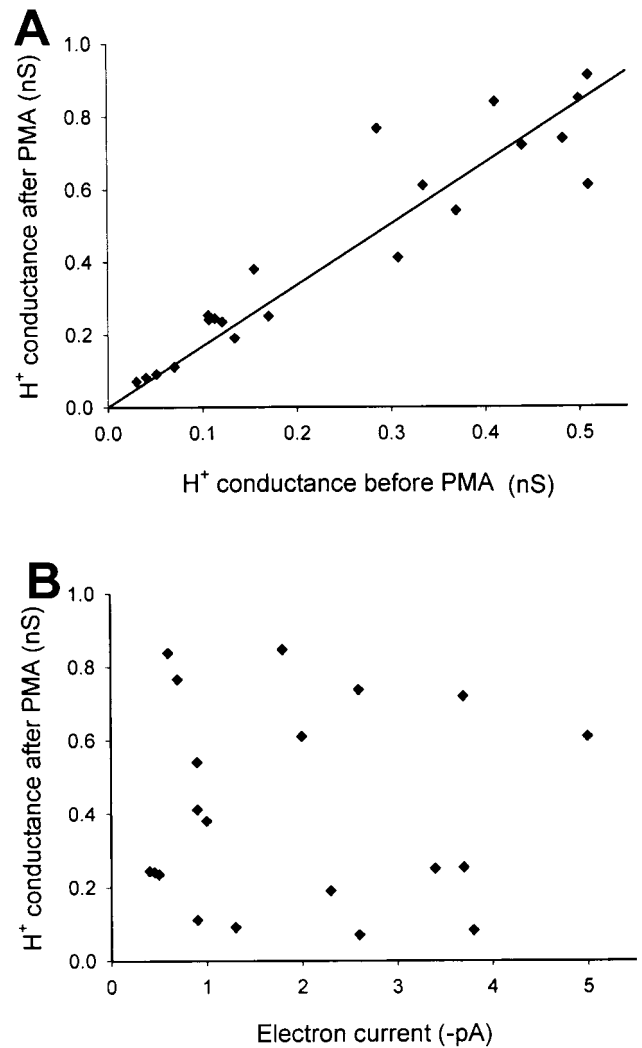 A
1.0
0.8
0.6
0.4
0.2
0.0
H+ conductance after PMA (nS)
0.0 0.1 0.2 0.3 0.4 0.5
H+ conductance before PMA (nS)
B
1.0
0.8
0.6
0.4
0.2
0.0
H+ conductance after PMA (nS)
0 1 2 3 4 5
Electron current (-pA)